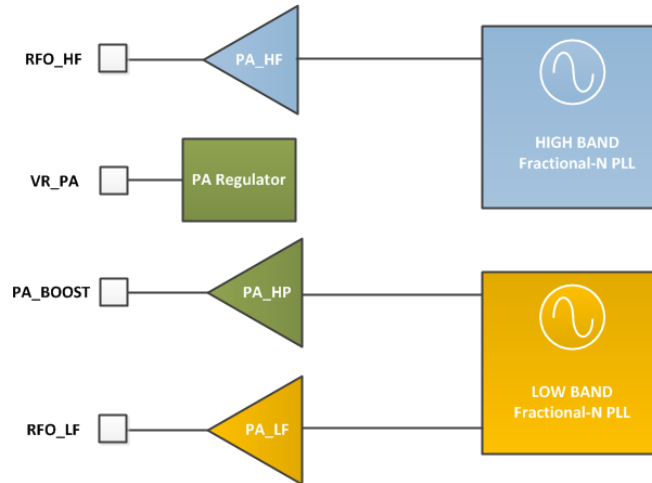 RFO_HF
PA_HF
HIGH BAND
Fractional-N PLL
VR_PA
PA Regulator
PA_BOOST
PA_HP
LOW BAND
Fractional-N PLL
RFO_LF
PA_LF